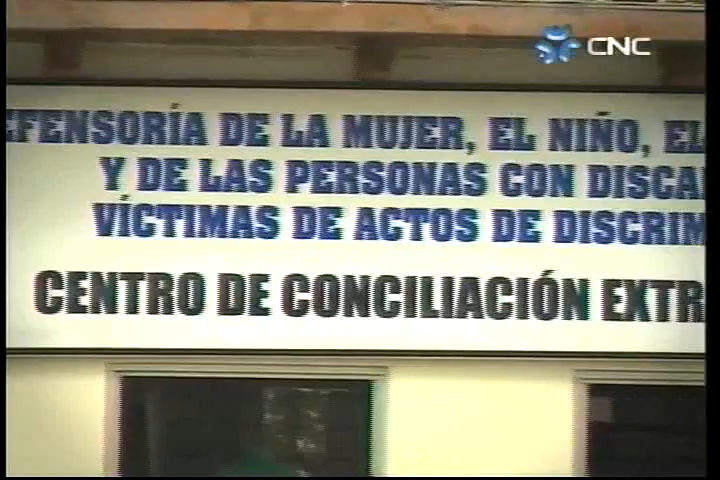 CNC
EFENSORÍA DE LA MUJER, EL NIÑO, EL
Y DE LAS PERSONAS CON DISCA
VÍCTIMAS DE ACTOS DE DISCRIM
CENTRO DE CONCILIACIÓN EXTR